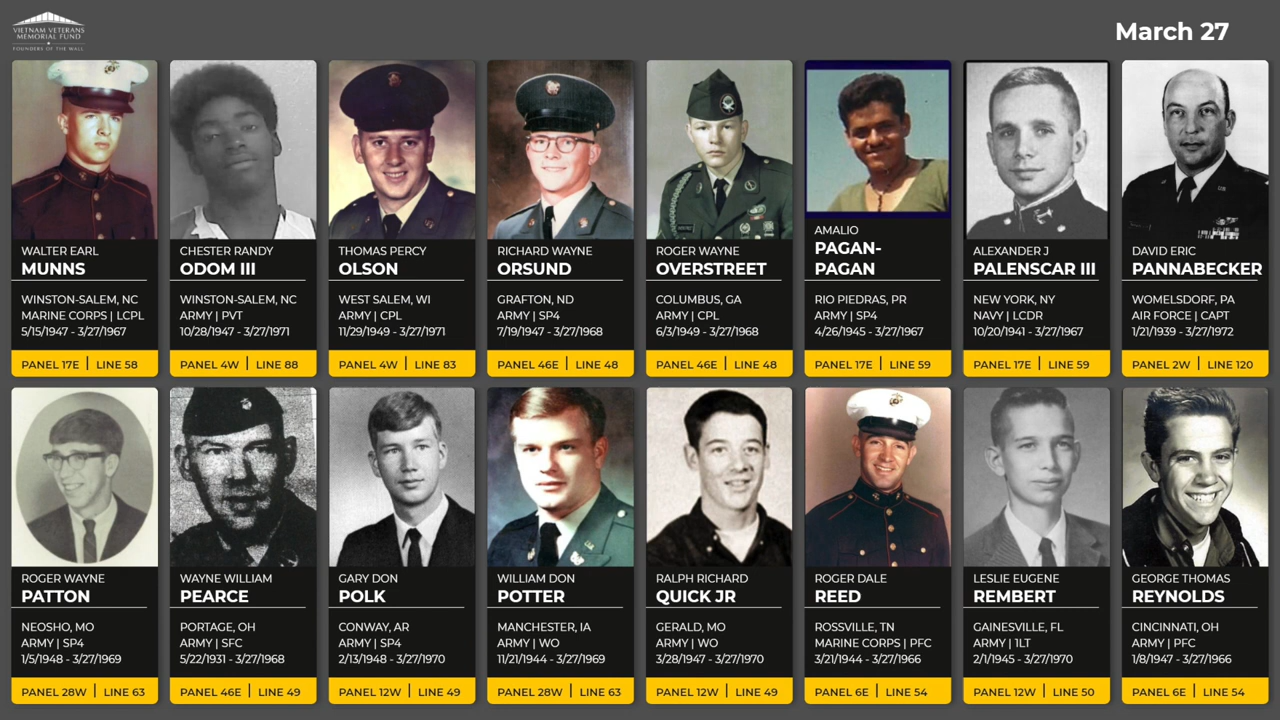 VIETNAM VETERANS
MEMORIAL FUND
FOUNDERS OF THE WALL
March 27
WALTER EARL
MUNNS
WINSTON-SALEM, NC
MARINE CORPS | LCPL
5/15/1947 - 3/27/1967
PANEL 17E | LINE 58
CHESTER RANDY
ODOM III
WINSTON-SALEM, NC
ARMY | PVT
10/28/1947 - 3/27/1971
PANEL 4W | LINE 88
THOMAS PERCY
OLSON
WEST SALEM, WI
ARMY | CPL
11/29/1949 - 3/27/1971
PANEL 4W | LINE 83
RICHARD WAYNE
ORSUND
GRAFTON, ND
ARMY | SP4
7/19/1947 - 3/27/1968
PANEL 46E | LINE 48
ROGER WAYNE
OVERSTREET
COLUMBUS, GA
ARMY | CPL
6/3/1949 - 3/27/1968
PANEL 46E | LINE 48
AMALIO
PAGAN-
PAGAN
RIO PIEDRAS, PR
ARMY | SP4
4/26/1945 - 3/27/1967
PANEL 17E | LINE 59
ALEXANDER J
PALENSCAR III
NEW YORK, NY
NAVY | LCDR
10/20/1941 - 3/27/1967
PANEL 17E | LINE 59
DAVID ERIC
PANNABECKER
WOMELSDORF, PA
AIR FORCE | CAPT
1/21/1939 - 3/27/1972
PANEL 2W | LINE 120
ROGER WAYNE
PATTON
NEOSHO, MO
ARMY | SP4
1/5/1948 - 3/27/1969
PANEL 28W | LINE 63
WAYNE WILLIAM
PEARCE
PORTAGE, OH
ARMY | SFC
5/22/1931 - 3/27/1968
PANEL 46E | LINE 49
GARY DON
POLK
CONWAY, AR
ARMY | SP4
2/13/1948 - 3/27/1970
PANEL 12W | LINE 49
WILLIAM DON
POTTER
MANCHESTER, IA
ARMY | WO
11/21/1944 - 3/27/1969
PANEL 28W | LINE 63
RALPH RICHARD
QUICK JR
GERALD, MO
ARMY | WO
3/28/1947 - 3/27/1970
PANEL 12W | LINE 49
ROGER DALE
REED
ROSSVILLE, TN
MARINE CORPS | PFC
3/21/1944 - 3/27/1966
PANEL 6E | LINE 54
LESLIE EUGENE
REMBERT
GAINESVILLE, FL
ARMY | 1LT
2/1/1945 - 3/27/1970
PANEL 12W | LINE 50
GEORGE THOMAS
REYNOLDS
CINCINNATI, OH
ARMY | PFC
1/8/1947 - 3/27/1966
PANEL 6E | LINE 54